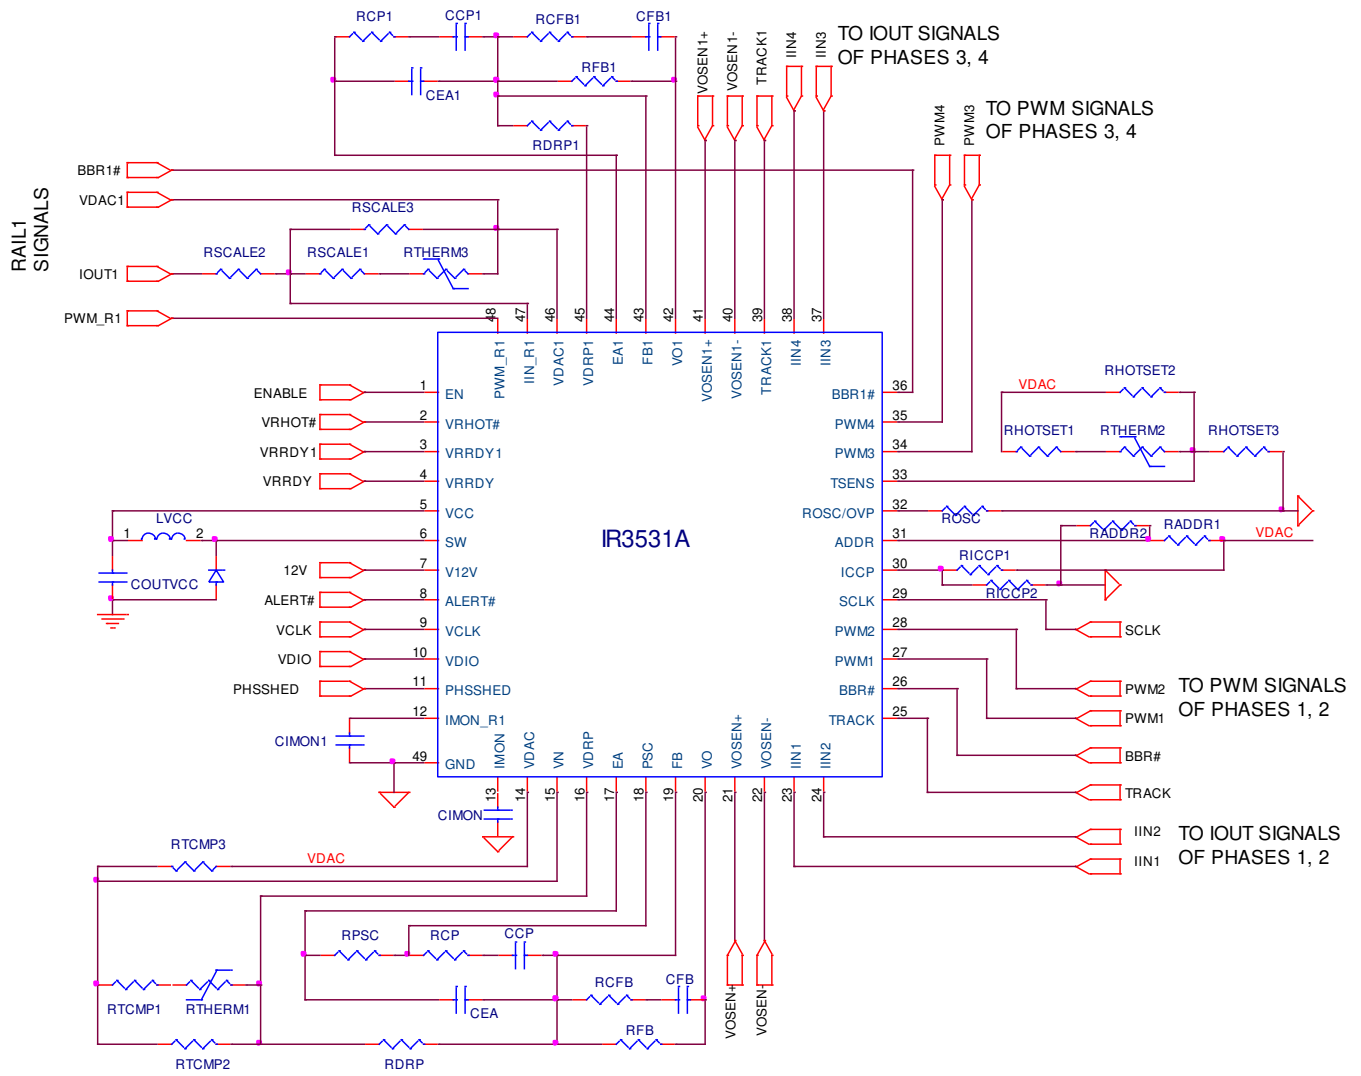 RCP1
CCP1
RCFB1
CFB1
CEA1
RFB1
RDRP1
VOSEN1+
VOSEN1-
TRACK1
IIN4
IIN3
TO IOUT SIGNALS
OF PHASES 3, 4
PWM4
PWM3
TO PWM SIGNALS
OF PHASES 3, 4
RAIL1
SIGNALS
BBR1#
VDAC1
IOUT1
PWM_R1
RSCALE3
RSCALE2
RSCALE1
RTHERM3
48
47
46
45
44
43
42
41
40
39
38
37
PWM_R1
IIN_R1
VDAC1
VDRP1
EA1
FB1
VO1
VOSEN1+
VOSEN1-
TRACK1
IIN4
IIN3
ENABLE
1
EN
VRHOT#
2
VRHOT#
VRRDY1
3
VRRDY1
VRRDY
4
VRRDY
5
VCC
LVCC
1
2
6
SW
COUTVCC
12V
7
V12V
ALERT#
8
ALERT#
VCLK
9
VCLK
VDIO
10
VDIO
PHSSHED
11
PHSSHED
12
IMON_R1
CIMON1
49
GND
IR3531A
BBR1#
36
PWM4
35
PWM3
34
TSENS
33
ROSC/OVP
32
ADDR
31
ICCP
30
SCLK
29
PWM2
28
PWM1
27
BBR#
26
TRACK
25
VDAC
RHOTSET2
RHOTSET1
RTHERM2
RHOTSET3
ROSC
RADDR2
RADDR1
VDAC
RICCP1
RICCP2
SCLK
PWM2
PWM1
TO PWM SIGNALS
OF PHASES 1, 2
BBR#
TRACK
IIN2
IIN1
TO IOUT SIGNALS
OF PHASES 1, 2
IMON
VDAC
VN
VDRP
EA
PSC
FB
VO
VOSEN+
VOSEN-
IIN1
IIN2
13
14
15
16
17
18
19
20
21
22
23
24
CIMON
RTCMP3
VDAC
RPSC
RCP
CCP
RTCMP1
RTHERM1
CEA
RCFB
CFB
RTCMP2
RDRP
RFB
VOSEN+
VOSEN-